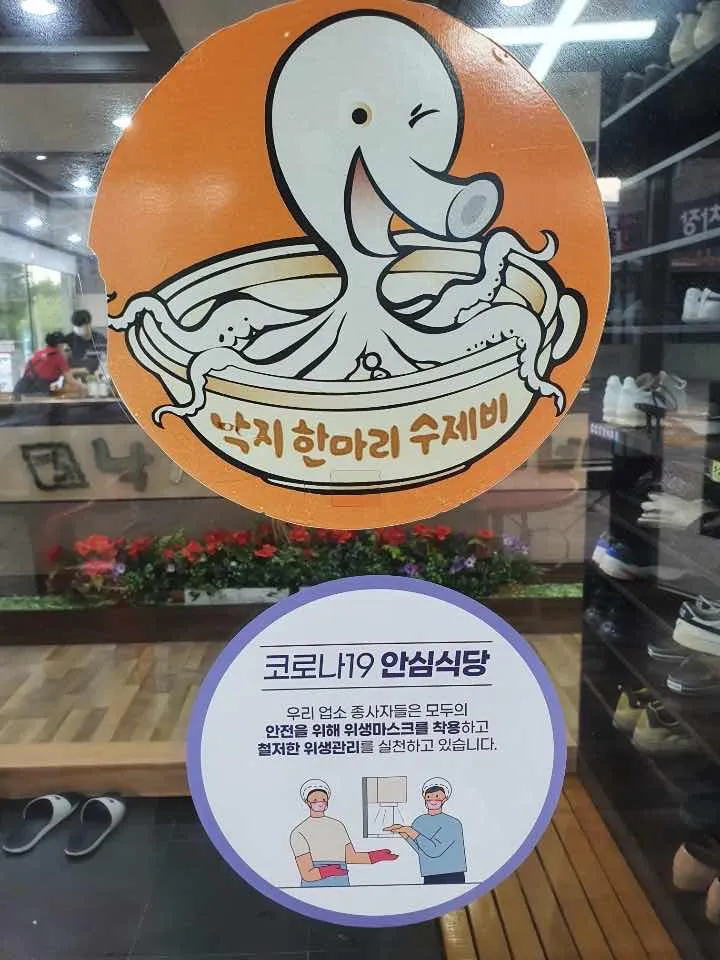 낙지 한마리 수제비
코로나19 안심식당
우리 업소 종사자들은 모두의
안전을 위해 위생마스크를 착용하고
철저한 위생관리를 실천하고 있습니다.